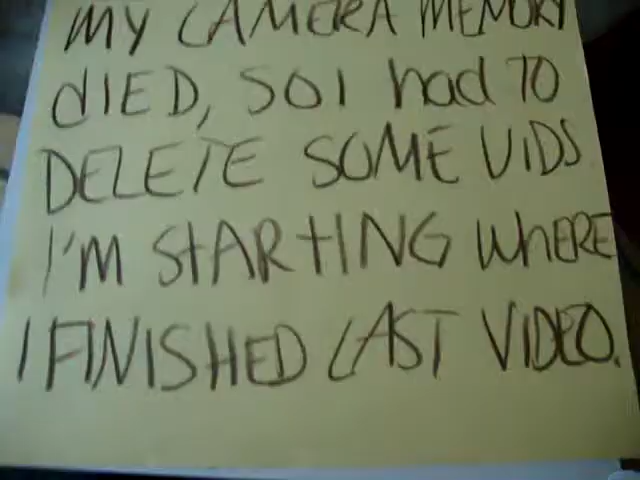 MY CAMERA MEMORY
dIED, SO I had TO
DELETE SOME VIDS
I'M STARTING WhERE
I FINISHED LAST VIDEO.